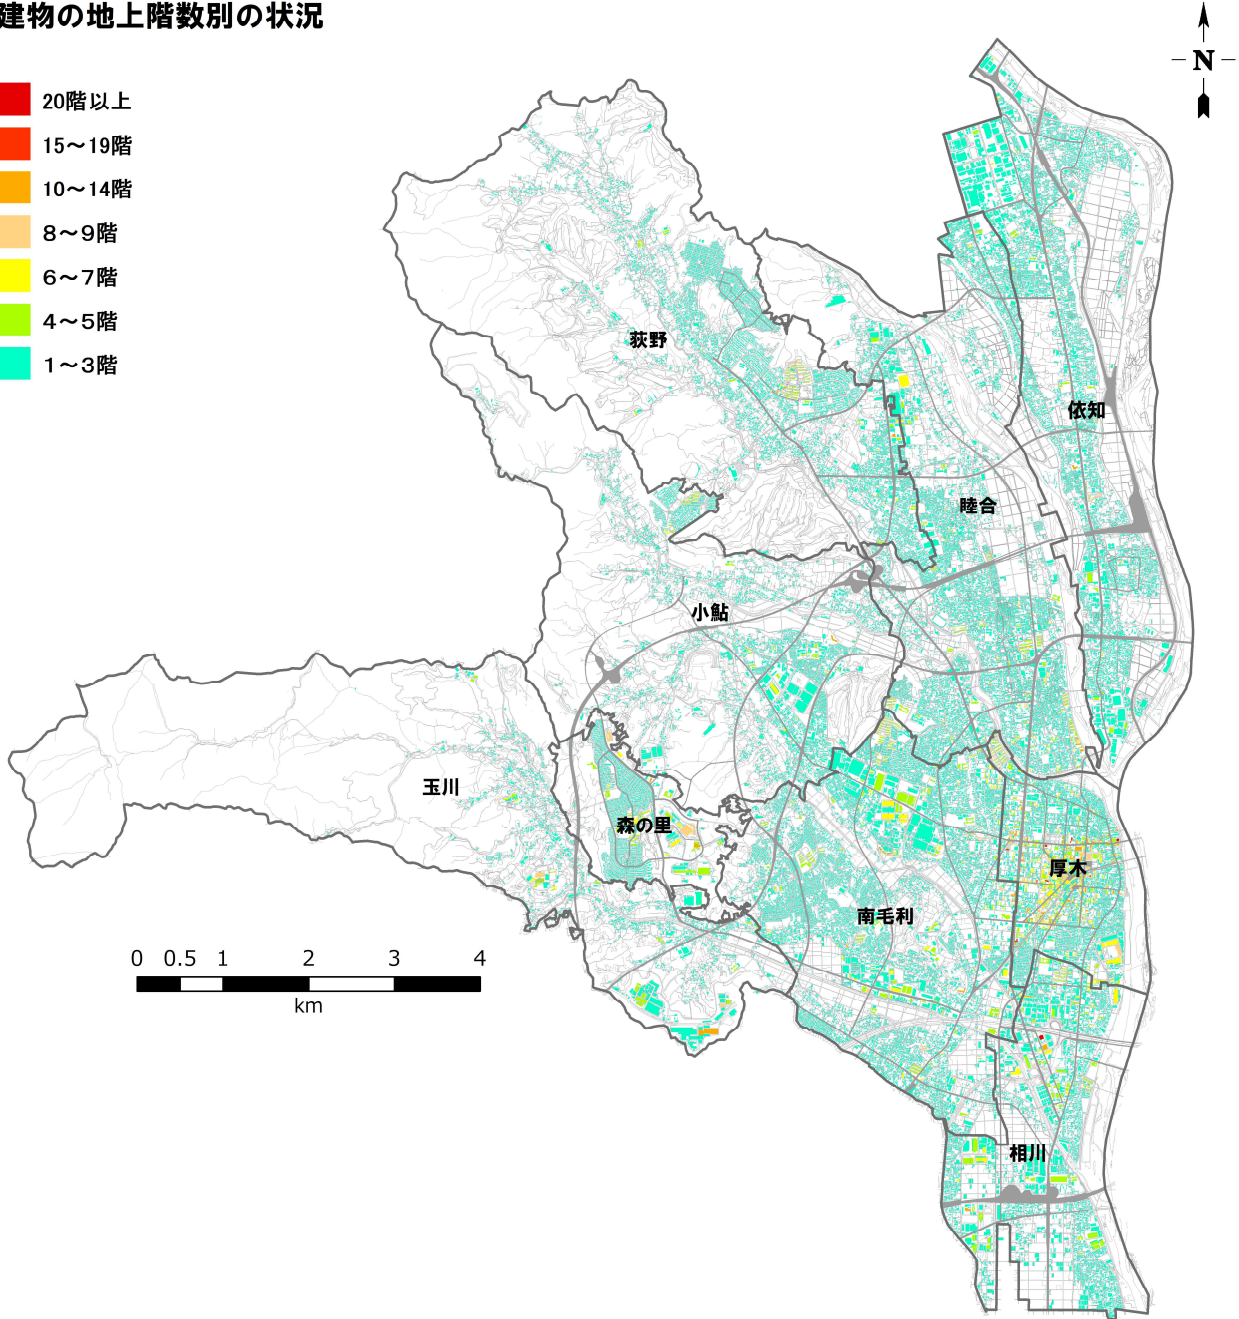 建物の地上階数別の状況
N
20階以上
15～19階
10～14階
8～9階
6～7階
4～5階
1～3階
荻野
依知
睦合
小鮎
玉川
森の里
厚木
南毛利
0 0.5 1 2 3 4
km
相川